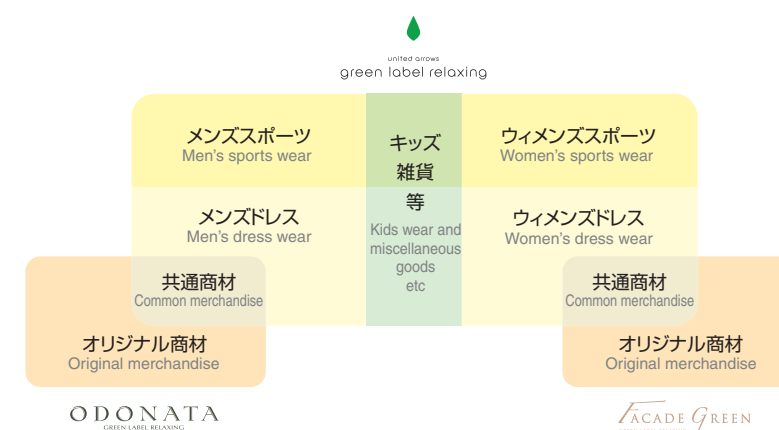 united arrows
green label relaxing
メンズスポーツ
Men's sports wear
キッズ
雑貨
等
Kids wear and
miscellaneous
goods
etc
ウィメンズスポーツ
Women's sports wear
メンズドレス
Men's dress wear
ウィメンズドレス
Women's dress wear
共通商材
Common merchandise
オリジナル商材
Original merchandise
共通商材
Common merchandise
オリジナル商材
Original merchandise
ODONATA
GREEN LABEL RELAXING
FACADE GREEN